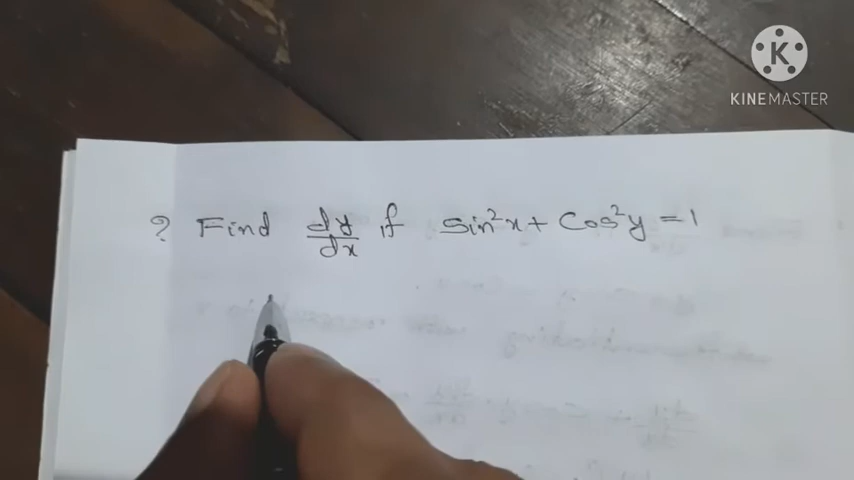 K
KINEMASTER
? Find dy/dx if Sin²x + Cos²y = 1